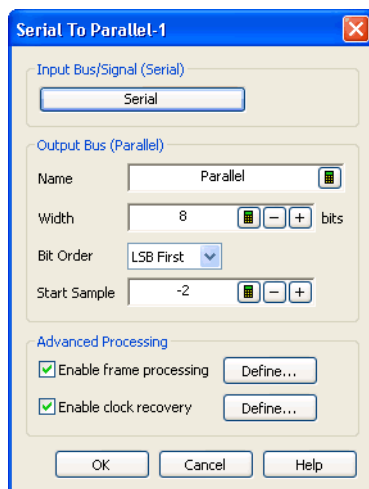 Serial To Parallel-1
Input Bus/Signal (Serial)
Serial
Output Bus (Parallel)
Name Parallel
Width 8 - + bits
Bit Order LSB First
Start Sample -2 - +
Advanced Processing
Enable frame processing Define...
Enable clock recovery Define...
OK Cancel Help